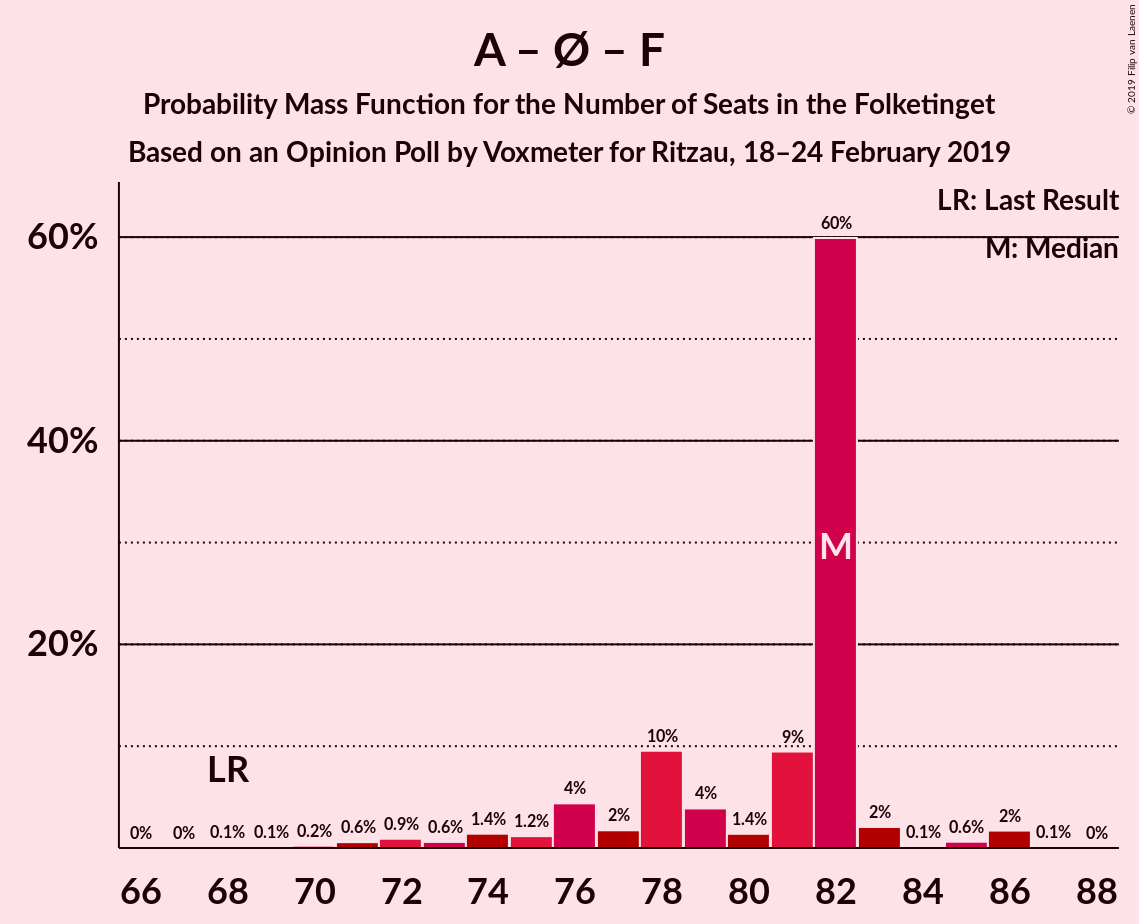 A – Ø – F
Probability Mass Function for the Number of Seats in the Folketinget
Based on an Opinion Poll by Voxmeter for Ritzau, 18–24 February 2019
© 2019 Filip van Laenen
LR: Last Result
M: Median
60%
40%
20%
60%
M
LR
0%
0%
0.1%
0.1%
0.2%
0.6%
0.9%
0.6%
1.4%
1.2%
4%
2%
10%
4%
1.4%
9%
2%
0.1%
0.6%
2%
0.1%
0%
66 68 70 72 74 76 78 80 82 84 86 88